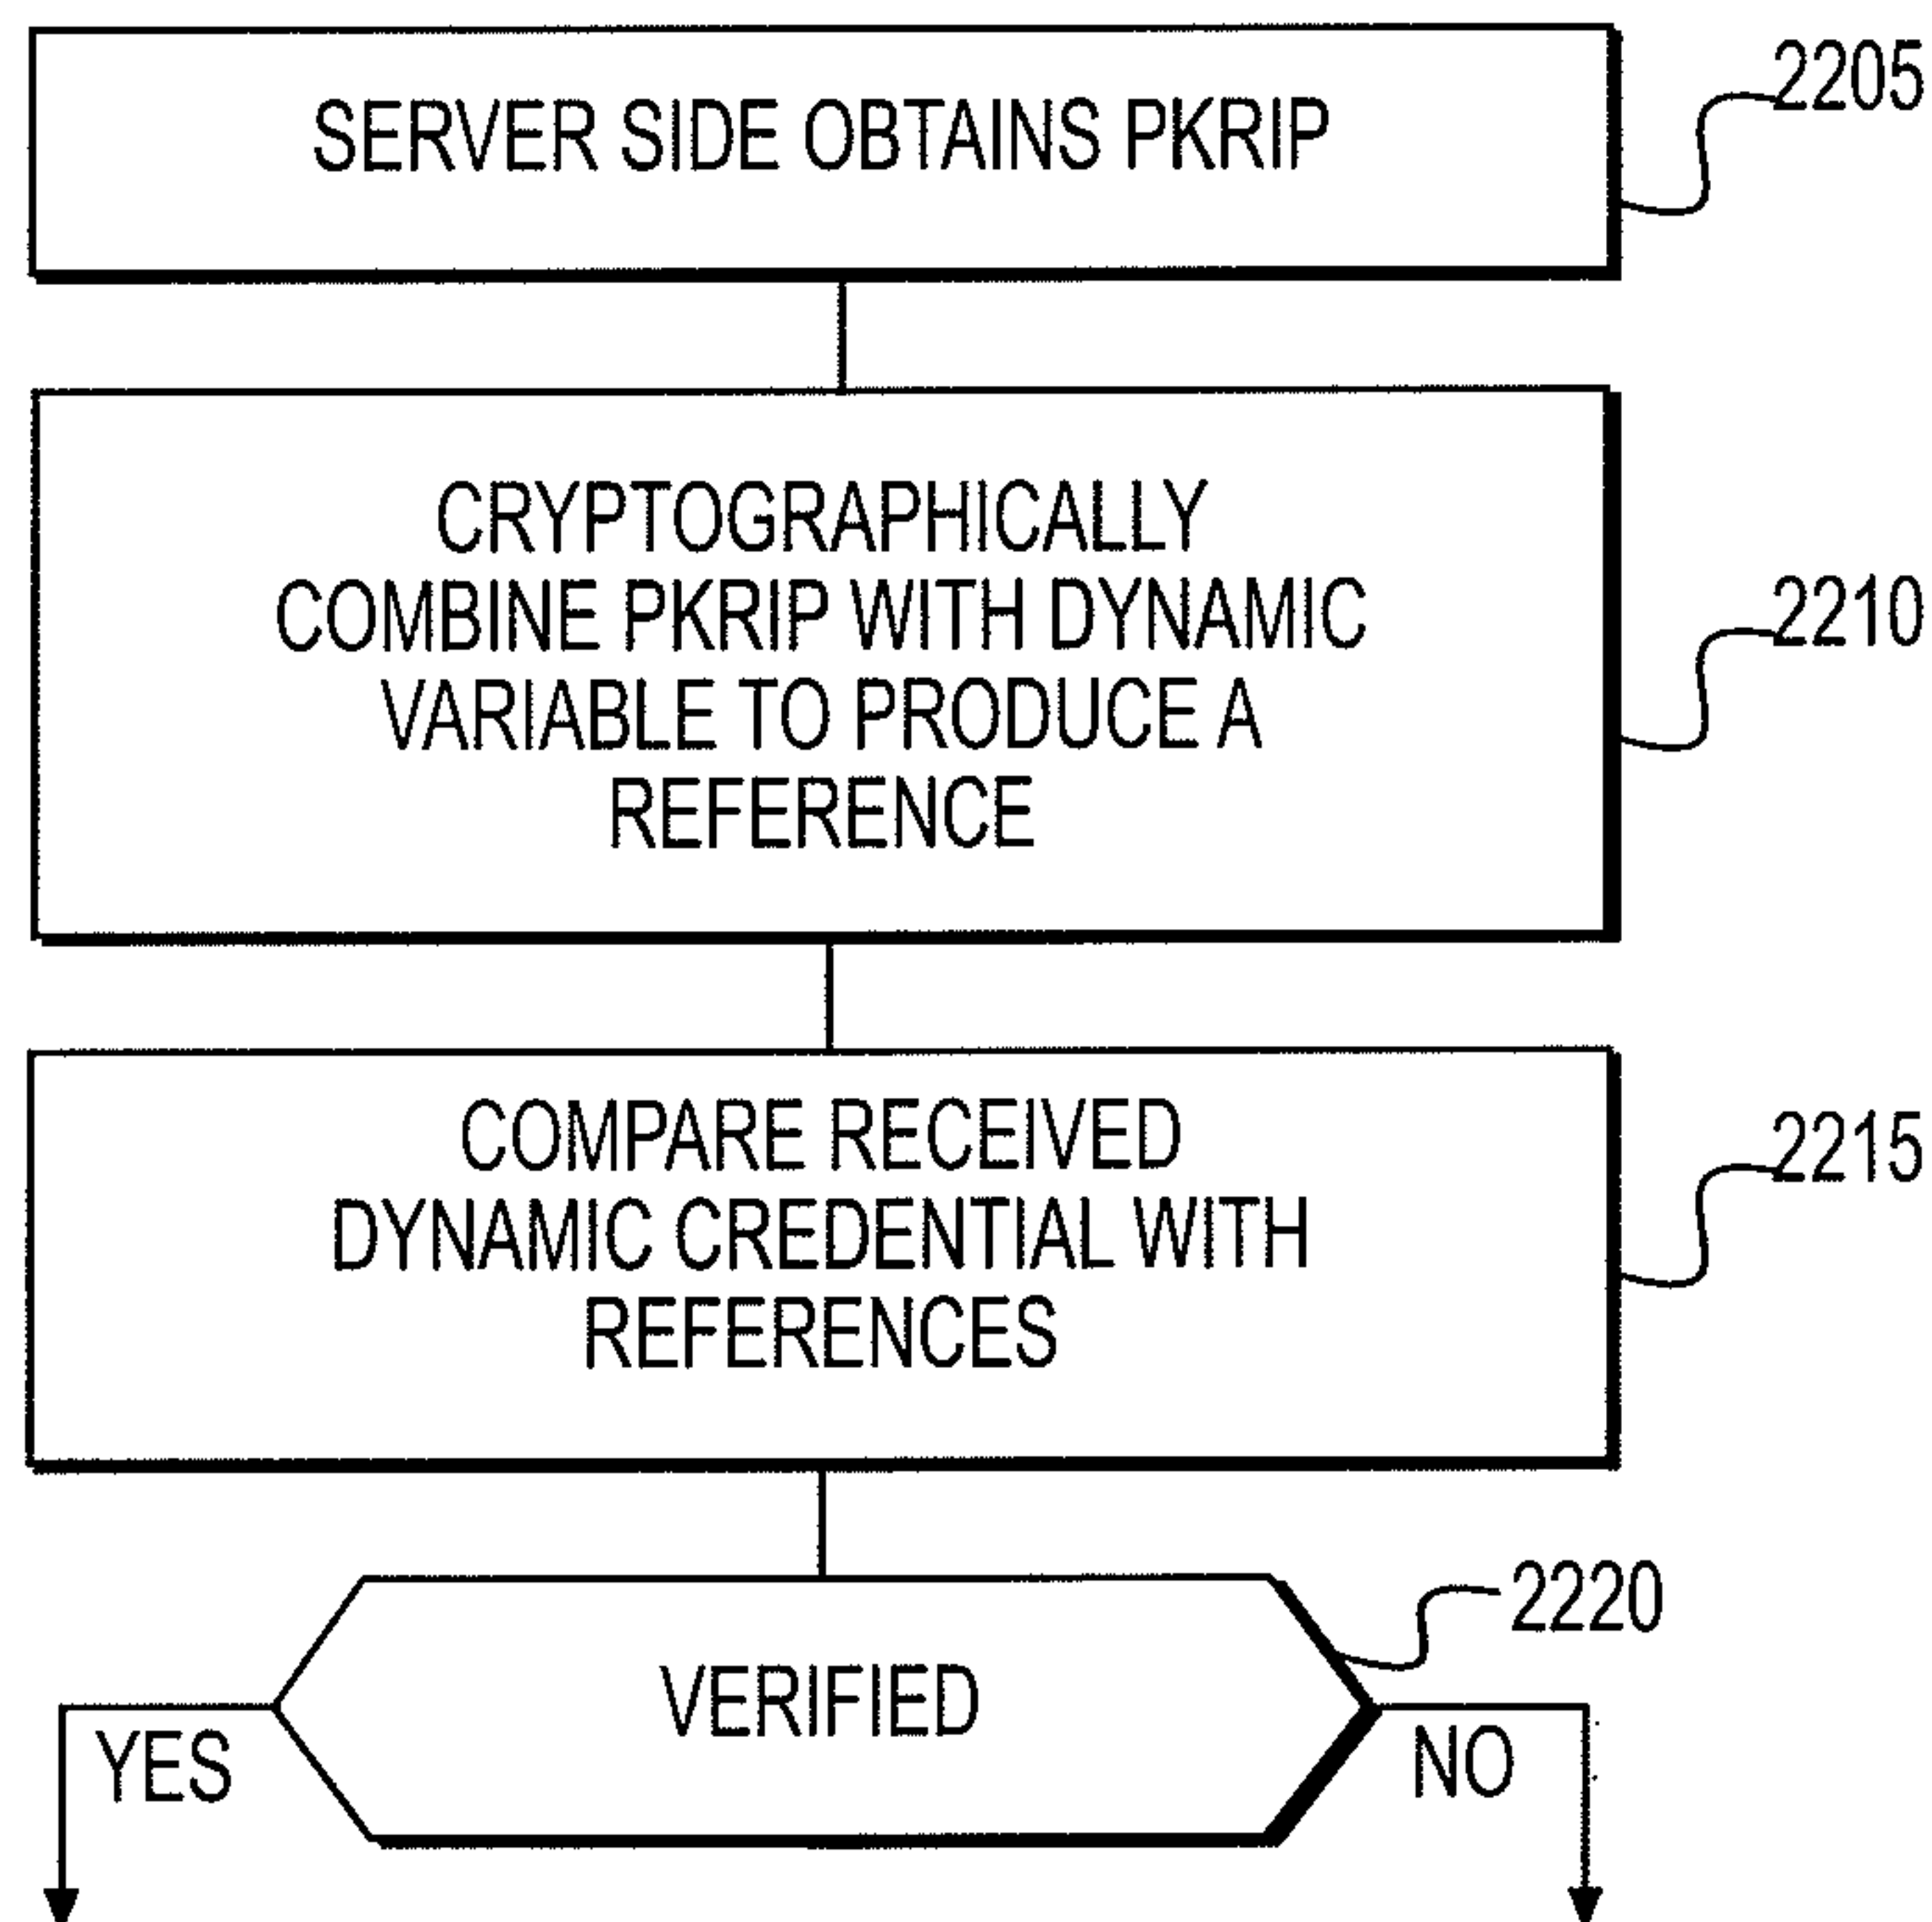 SERVER SIDE OBTAINS PKRIP
2205
CRYPTOGRAPHICALLY
COMBINE PKRIP WITH DYNAMIC
VARIABLE TO PRODUCE A
REFERENCE
2210
COMPARE RECEIVED
DYNAMIC CREDENTIAL WITH
REFERENCES
2215
VERIFIED
2220
YES
NO